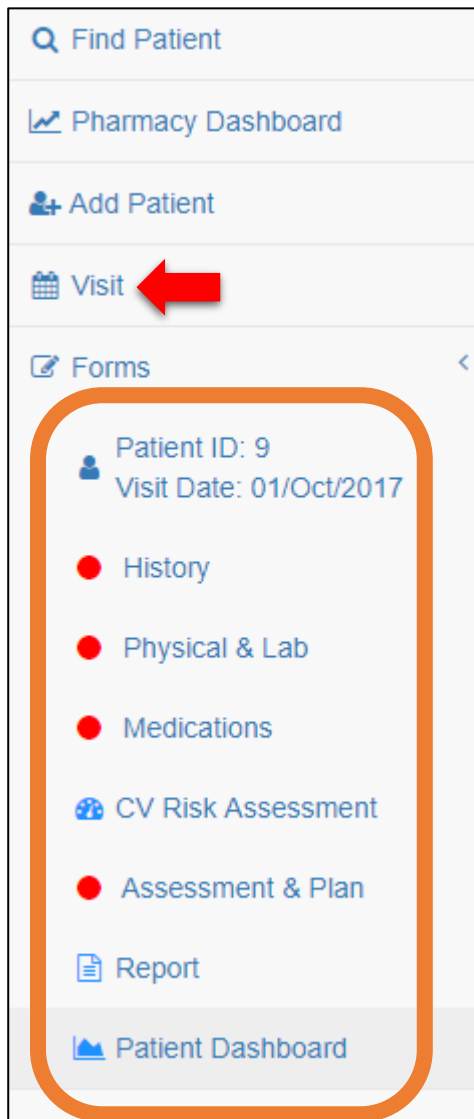 Find Patient
Pharmacy Dashboard
Add Patient
Visit
Forms
Patient ID: 9
Visit Date: 01/Oct/2017
History
Physical & Lab
Medications
CV Risk Assessment
Assessment & Plan
Report
Patient Dashboard